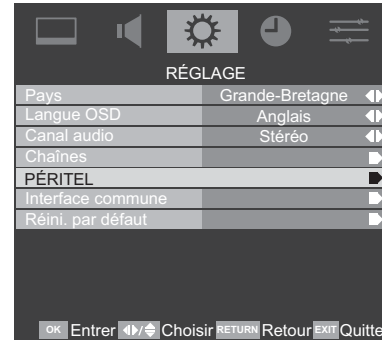 RÉGLAGE
Pays Grande-Bretagne
Langue OSD Anglais
Canal audio Stéréo
Chaînes
PÉRITEL
Interface commune
Réini. par défaut
OK Entrer / Choisir RETURN Retour EXIT Quitte